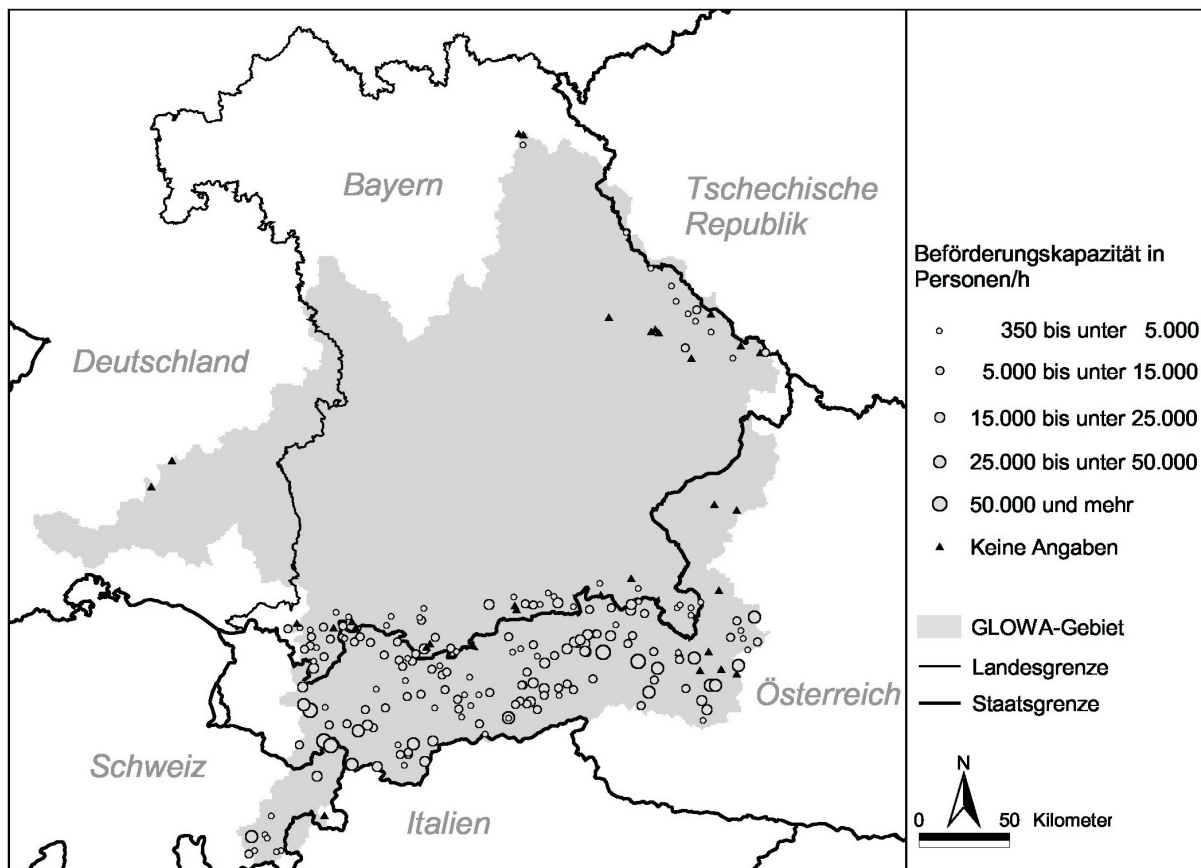 Bayern
Tschechische
Republik
Deutschland
Österreich
Schweiz
Italien
Beförderungskapazität in
Personen/h
350 bis unter 5.000
5.000 bis unter 15.000
15.000 bis unter 25.000
25.000 bis unter 50.000
50.000 und mehr
Keine Angaben
GLOWA-Gebiet
Landesgrenze
Staatsgrenze
N
0 50 Kilometer